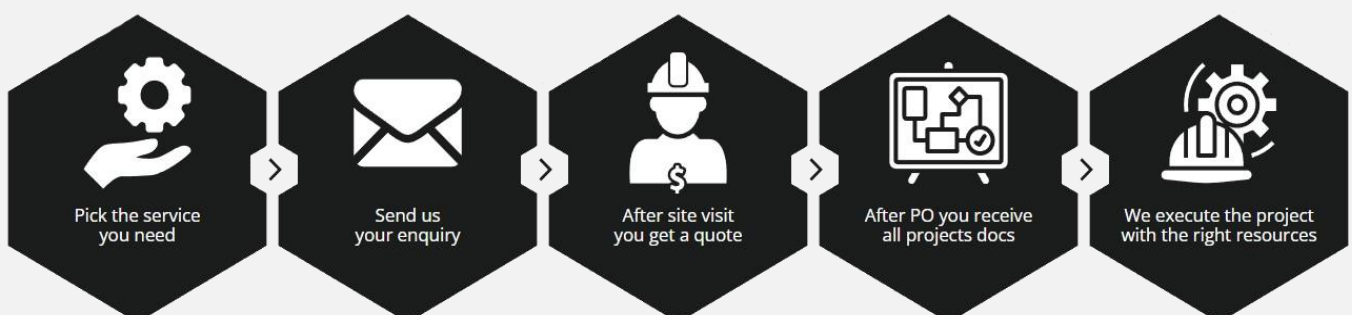 Pick the service
you need
Send us
your enquiry
After site visit
you get a quote
After PO you receive
all projects docs
We execute the project
with the right resources
$